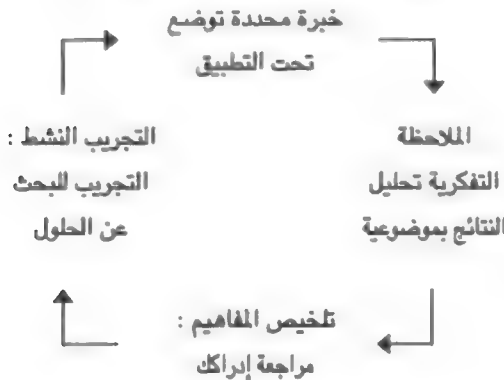 خبرة محددة توضع
تحت التطبيق
الملاحظة
التفكرية تحليل
النتائج بموضوعية
تلخيص المفاهيم :
مراجعة إدراكك
التجريب النشط :
التجريب للبحث
عن الحلول